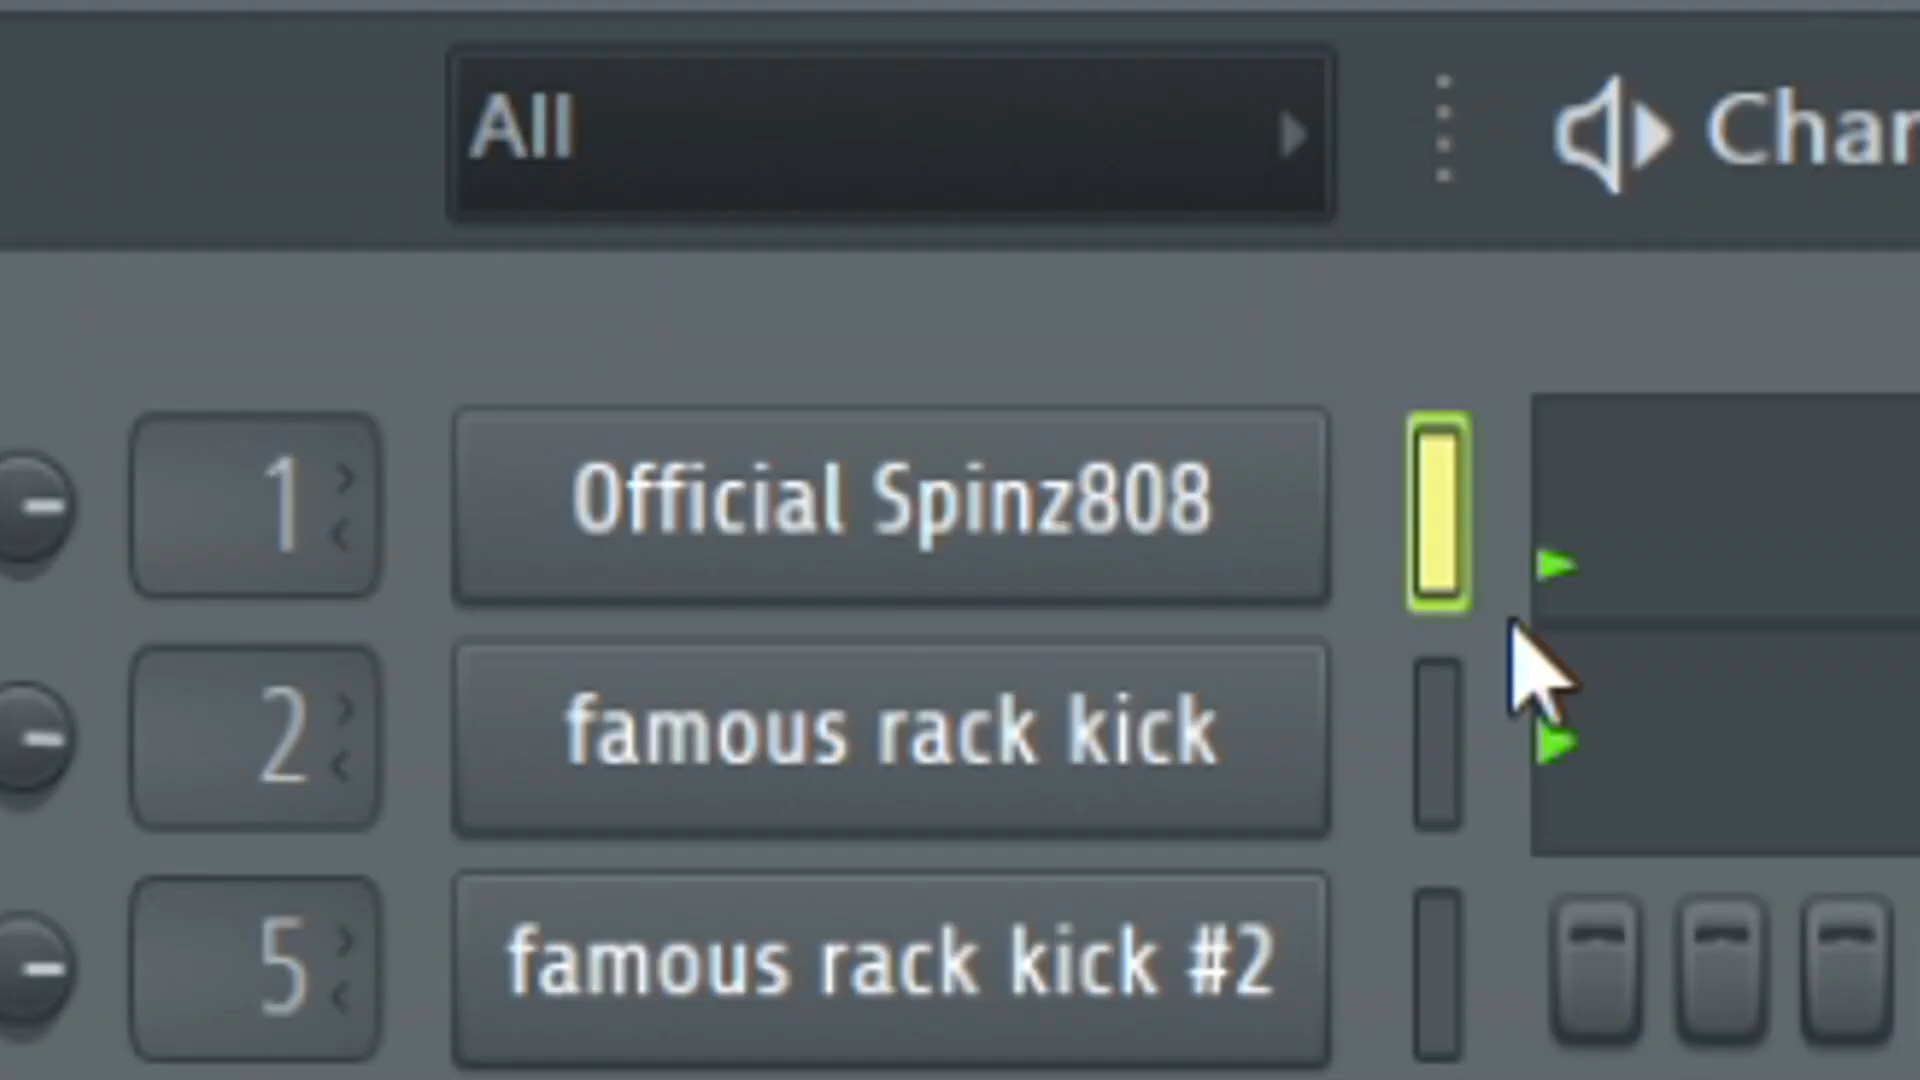 All
Char
1
Official Spinz808
2
famous rack kick
5
famous rack kick #2